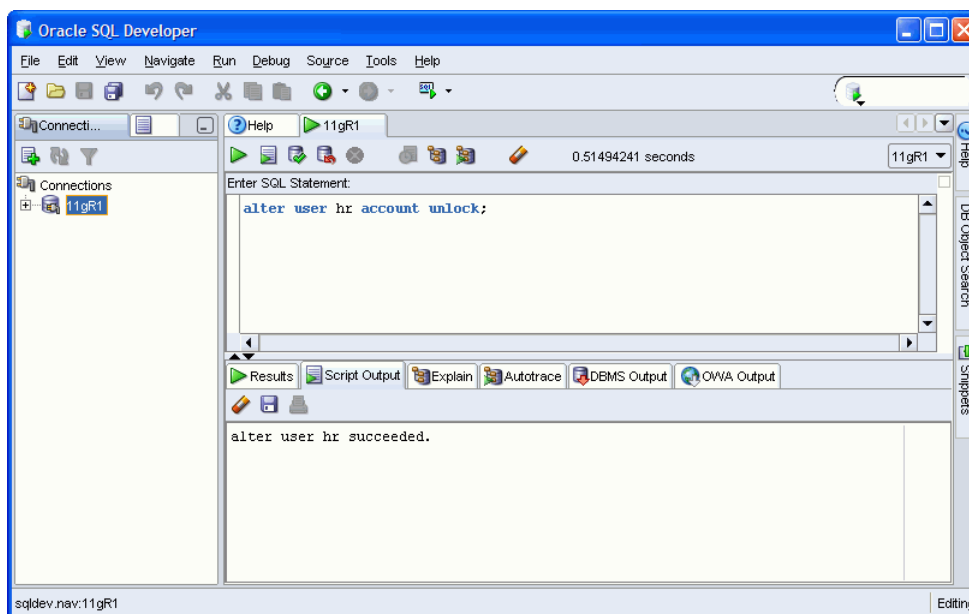 Oracle SQL Developer
File Edit View Navigate Run Debug Source Tools Help
SQL
Connecti...
Help 11gR1
0.51494241 seconds 11gR1
Connections
11gR1
Enter SQL Statement:
alter user hr account unlock;
Results Script Output Explain Autotrace DBMS Output OWA Output
alter user hr succeeded.
Help
DB Object Search
Snippets
sqldev.nav:11gR1 Editing